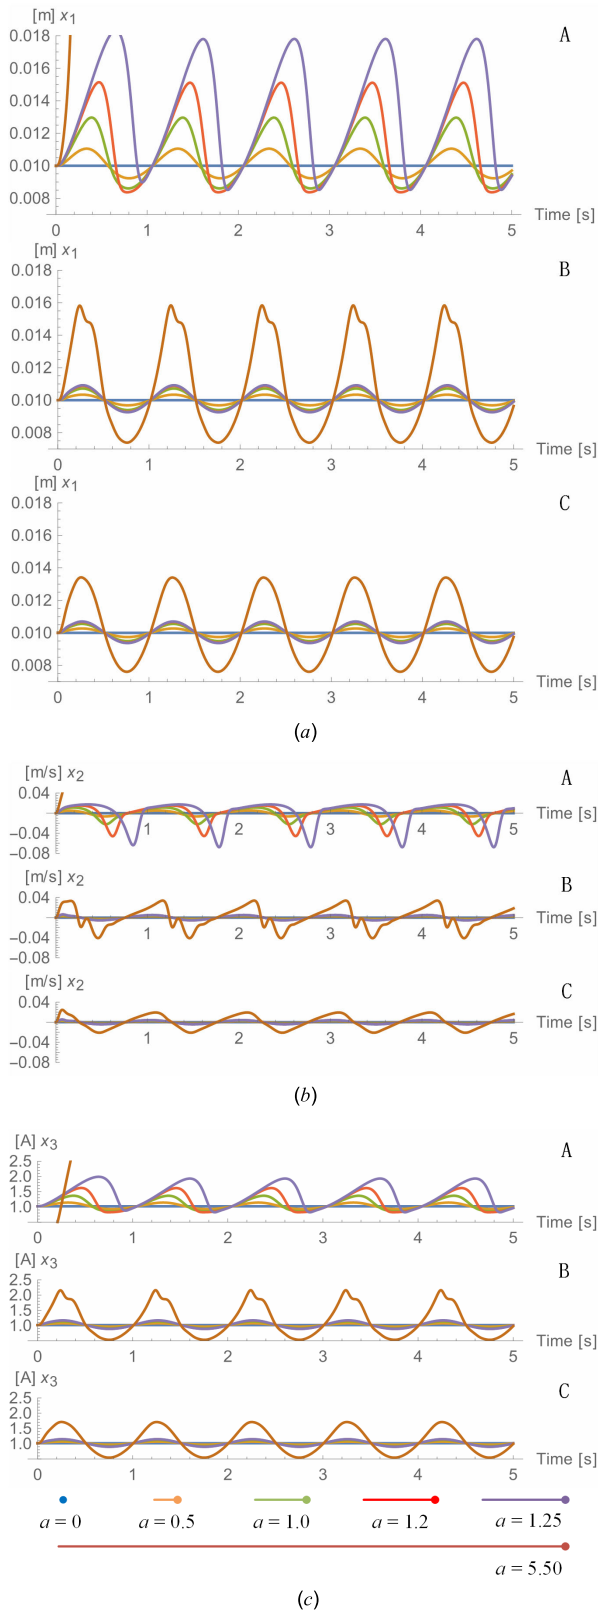 [m] x1
A
0.018
0.016
0.014
0.012
0.010
0.008
Time [s]
0 1 2 3 4 5
[m] x1
B
0.018
0.016
0.014
0.012
0.010
0.008
Time [s]
0 1 2 3 4 5
[m] x1
C
0.018
0.016
0.014
0.012
0.010
0.008
Time [s]
0 1 2 3 4 5
(a)
[m/s] x2
A
0.04
Time [s]
1 2 3 4 5
−0.04
−0.08
[m/s] x2
B
0.04
Time [s]
1 2 3 4 5
−0.04
−0.08
[m/s] x2
C
0.04
Time [s]
1 2 3 4 5
−0.04
−0.08
(b)
[A] x3
A
2.5
2.0
1.5
1.0
Time [s]
0 1 2 3 4 5
[A] x3
B
2.5
2.0
1.5
1.0
Time [s]
0 1 2 3 4 5
[A] x3
C
2.5
2.0
1.5
1.0
Time [s]
0 1 2 3 4 5
a = 0 a = 0.5 a = 1.0 a = 1.2 a = 1.25
a = 5.50
(c)